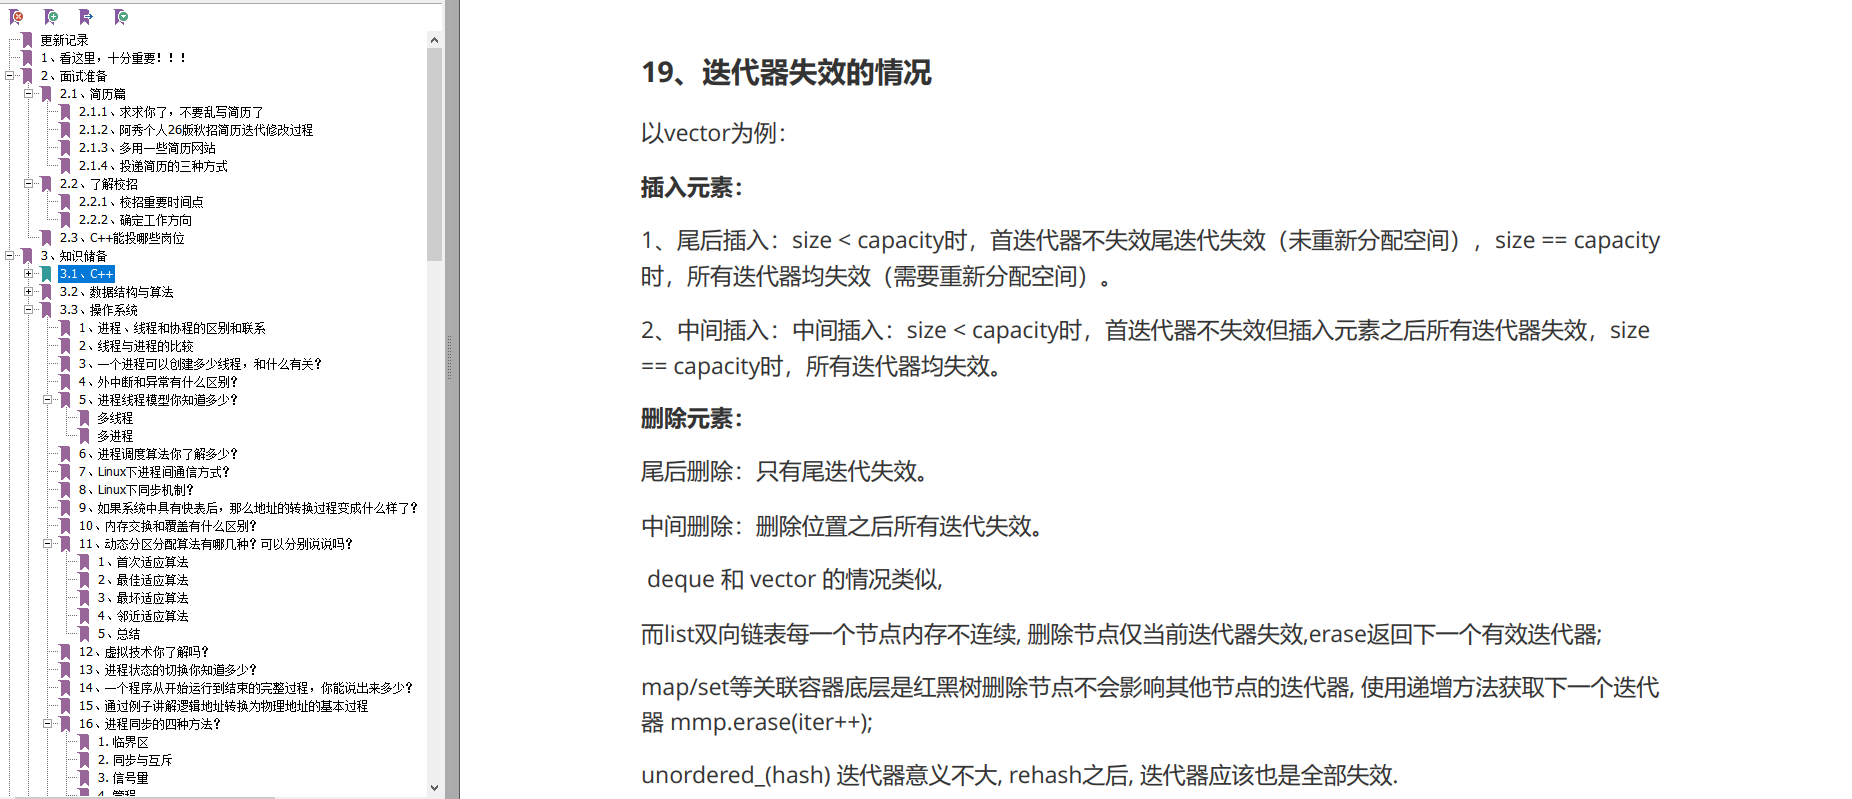 更新记录
1、看这里，十分重要！！！
2、面试准备
2.1、简历篇
2.1.1、求求你了，不要乱写简历了
2.1.2、阿秀个人26版秋招简历迭代修改过程
2.1.3、多用一些简历网站
2.1.4、投递简历的三种方式
2.2、了解校招
2.2.1、校招重要时间点
2.2.2、确定工作方向
2.3、C++能投哪些岗位
3、知识储备
3.1、C++
3.2、数据结构与算法
3.3、操作系统
1、进程、线程和协程的区别和联系
2、线程与进程的比较
3、一个进程可以创建多少线程，和什么有关？
4、外中断和异常有什么区别？
5、进程线程模型你知道多少？
多线程
多进程
6、进程调度算法你了解多少？
7、Linux下进程间通信方式？
8、Linux下同步机制？
9、如果系统中具有快表后，那么地址的转换过程变成什么样了？
10、内存交换和覆盖有什么区别？
11、动态分区分配算法有哪几种？可以分别说说吗？
1、首次适应算法
2、最佳适应算法
3、最坏适应算法
4、邻近适应算法
5、总结
12、虚拟技术你了解吗？
13、进程状态的切换你知道多少？
14、一个程序从开始运行到结束的完整过程，你能说出来多少？
15、通过例子讲解逻辑地址转换为物理地址的基本过程
16、进程同步的四种方法？
1. 临界区
2. 同步与互斥
3. 信号量
4. 管程
19、迭代器失效的情况
以vector为例：
插入元素：
1、尾后插入：size < capacity时，首迭代器不失效尾迭代失效（未重新分配空间），size == capacity
时，所有迭代器均失效（需要重新分配空间）。
2、中间插入：中间插入：size < capacity时，首迭代器不失效但插入元素之后所有迭代器失效，size
== capacity时，所有迭代器均失效。
删除元素：
尾后删除：只有尾迭代失效。
中间删除：删除位置之后所有迭代失效。
deque 和 vector 的情况类似,
而list双向链表每一个节点内存不连续, 删除节点仅当前迭代器失效,erase返回下一个有效迭代器;
map/set等关联容器底层是红黑树删除节点不会影响其他节点的迭代器, 使用递增方法获取下一个迭代
器 mmp.erase(iter++);
unordered_(hash) 迭代器意义不大, rehash之后, 迭代器应该也是全部失效.